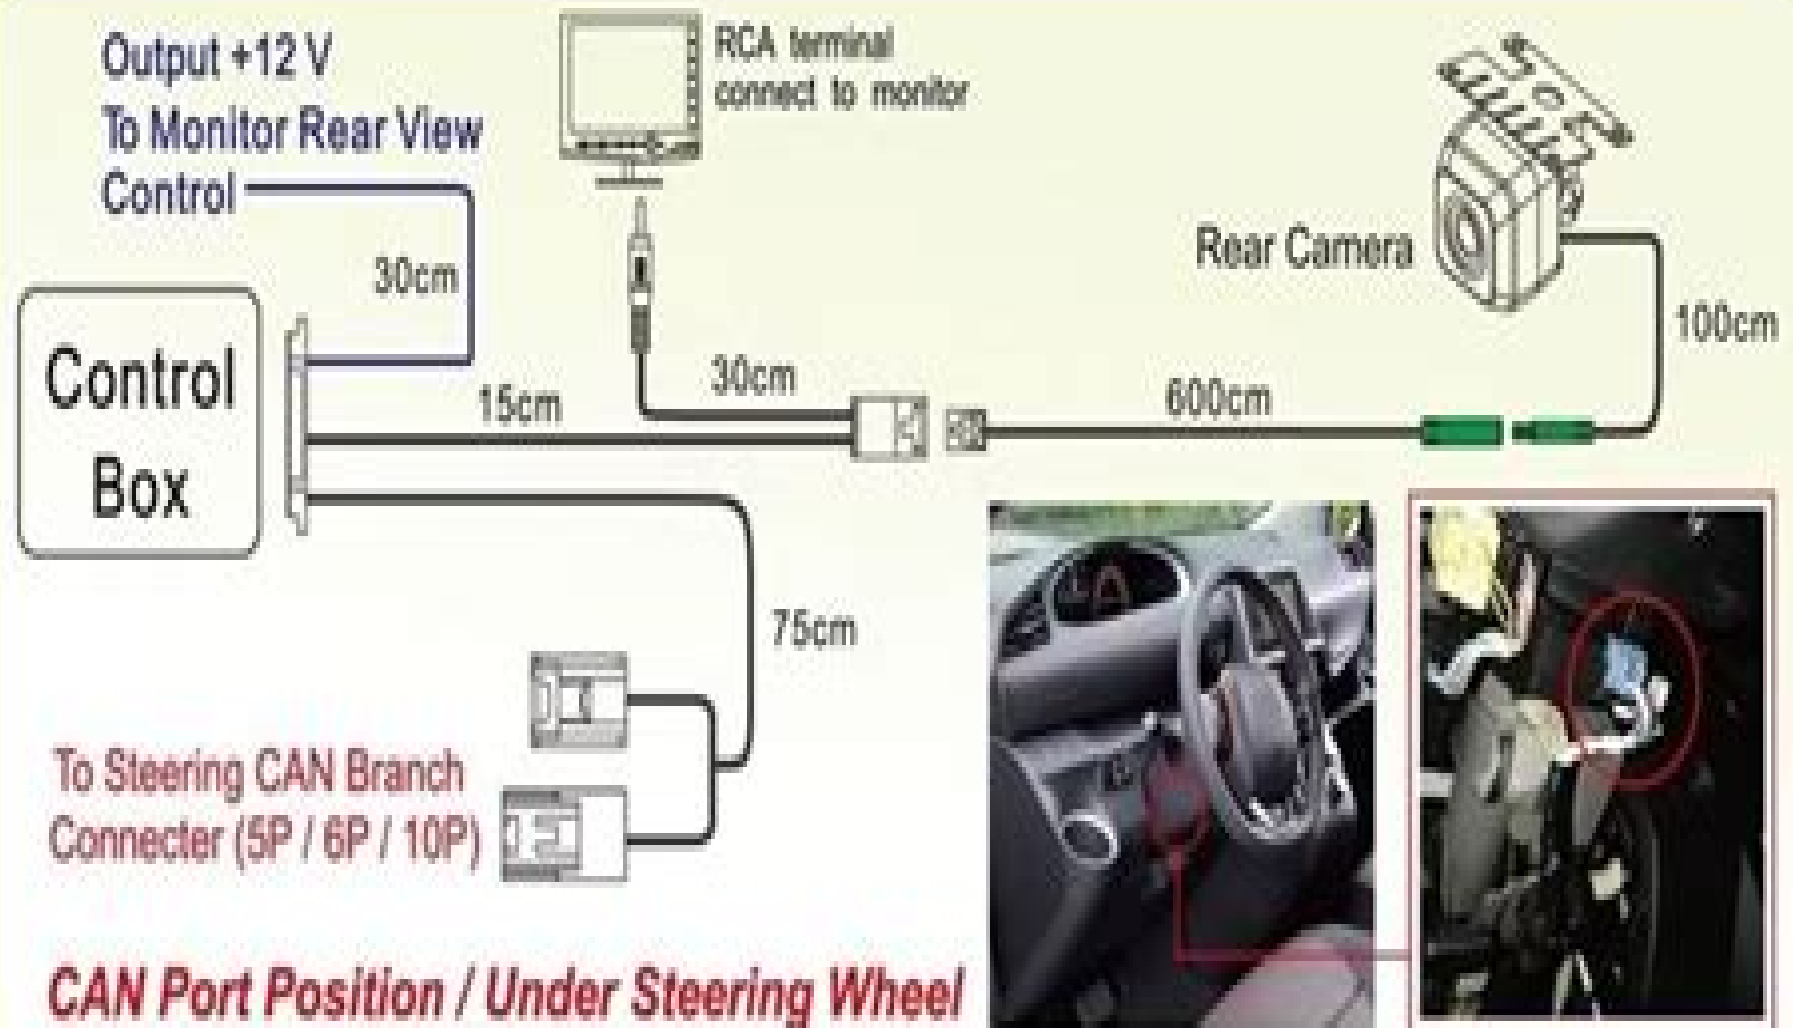 Output +12 V
To Monitor Rear View
Control
RCA terminal
connect to monitor
Rear Camera
30cm
100cm
Control
Box
15cm
30cm
600cm
75cm
To Steering CAN Branch
Connecter (5P / 6P / 10P)
CAN Port Position / Under Steering Wheel